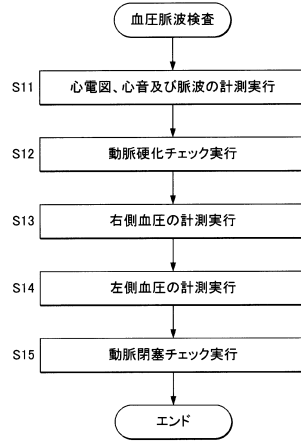 血圧脈波検査
S11 心電図、心音及び脈波の計測実行
S12 動脈硬化チェック実行
S13 右側血圧の計測実行
S14 左側血圧の計測実行
S15 動脈閉塞チェック実行
エンド